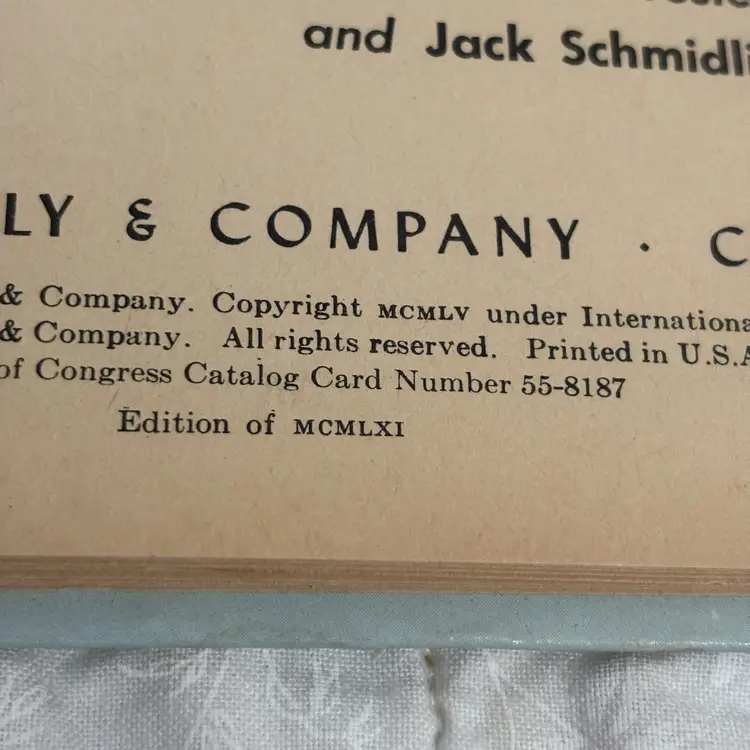 and Jack Schmidli
LY & COMPANY · C
& Company. Copyright MCMLV under Internationa
& Company. All rights reserved. Printed in U.S.A
of Congress Catalog Card Number 55-8187
Edition of MCMLXI